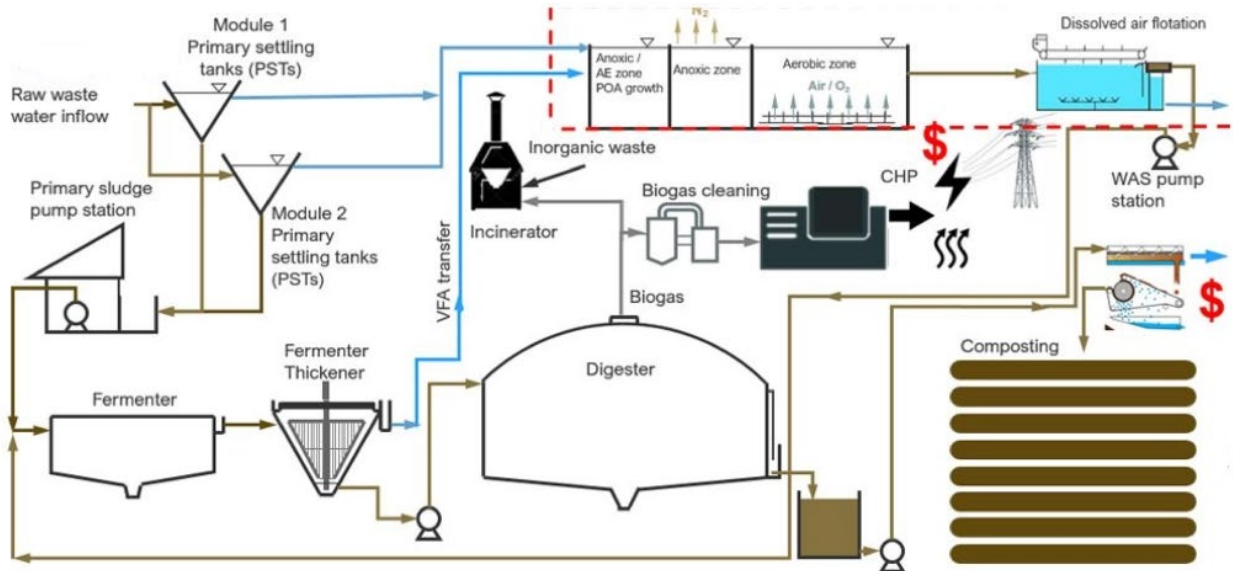 Module 1
Primary settling
tanks (PSTs)
Raw waste
water inflow
Module 2
Primary
settling tanks
(PSTs)
Primary sludge
pump station
N₂
Anoxic /
AE zone
POA growth
Anoxic zone
Aerobic zone
Air / O₂
Dissolved air flotation
$
WAS pump
station
Inorganic waste
Incinerator
Biogas cleaning
CHP
VFA transfer
Biogas
$
Fermenter
Fermenter
Thickener
Digester
Composting